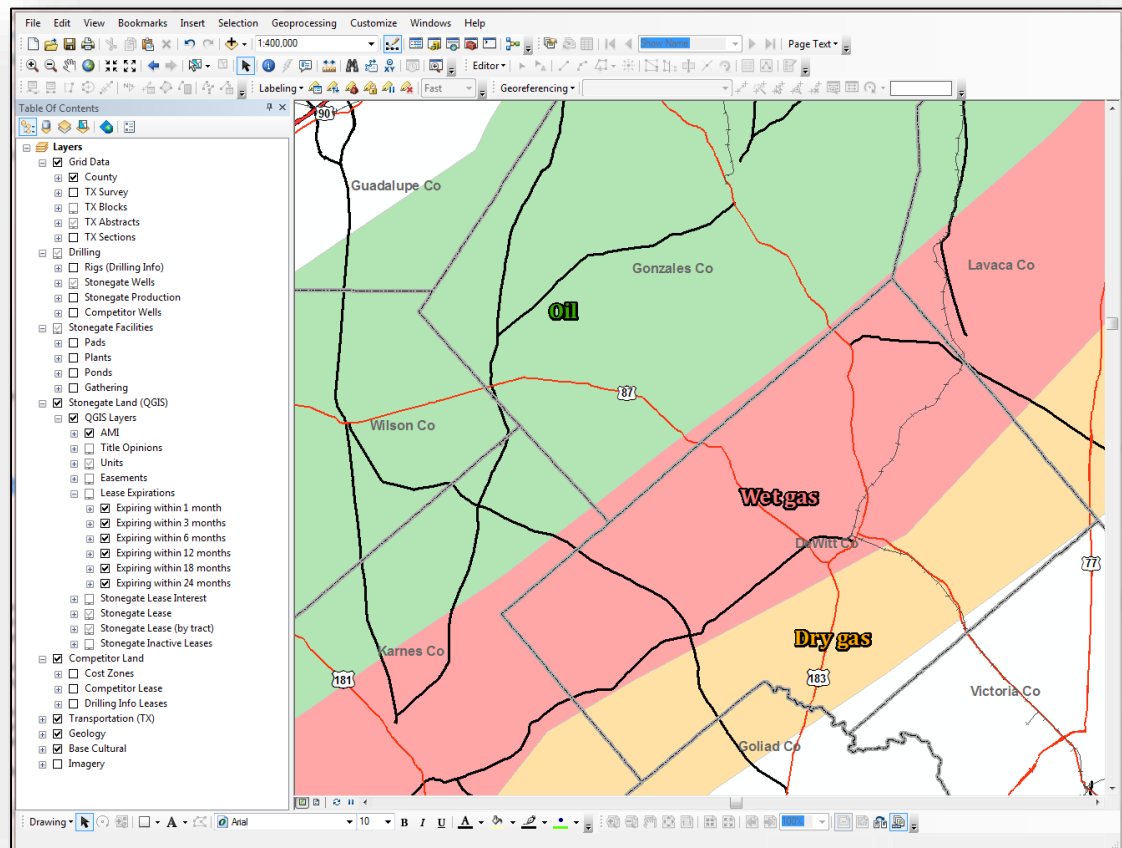 File Edit View Bookmarks Insert Selection Geoprocessing Customize Windows Help
1:400,000 Show Name Page Text
Editor
Labeling Fast Georeferencing
Table Of Contents
Layers
Grid Data
County
TX Survey
TX Blocks
TX Abstracts
TX Sections
Drilling
Rigs (Drilling Info)
Stonegate Wells
Stonegate Production
Competitor Wells
Stonegate Facilities
Pads
Plants
Ponds
Gathering
Stonegate Land (QGIS)
QGIS Layers
AMI
Title Opinions
Units
Easements
Lease Expirations
Expiring within 1 month
Expiring within 3 months
Expiring within 6 months
Expiring within 12 months
Expiring within 18 months
Expiring within 24 months
Stonegate Lease Interest
Stonegate Lease
Stonegate Lease (by tract)
Stonegate Inactive Leases
Competitor Land
Cost Zones
Competitor Lease
Drilling Info Leases
Transportation (TX)
Geology
Base Cultural
Imagery
90
Guadalupe Co
Gonzales Co
Lavaca Co
Oil
87
Wilson Co
Wet gas
DeWitt Co
77
Dry gas
Karnes Co
181
183
Victoria Co
Goliad Co
Drawing A Arial 10 B I U A 100%